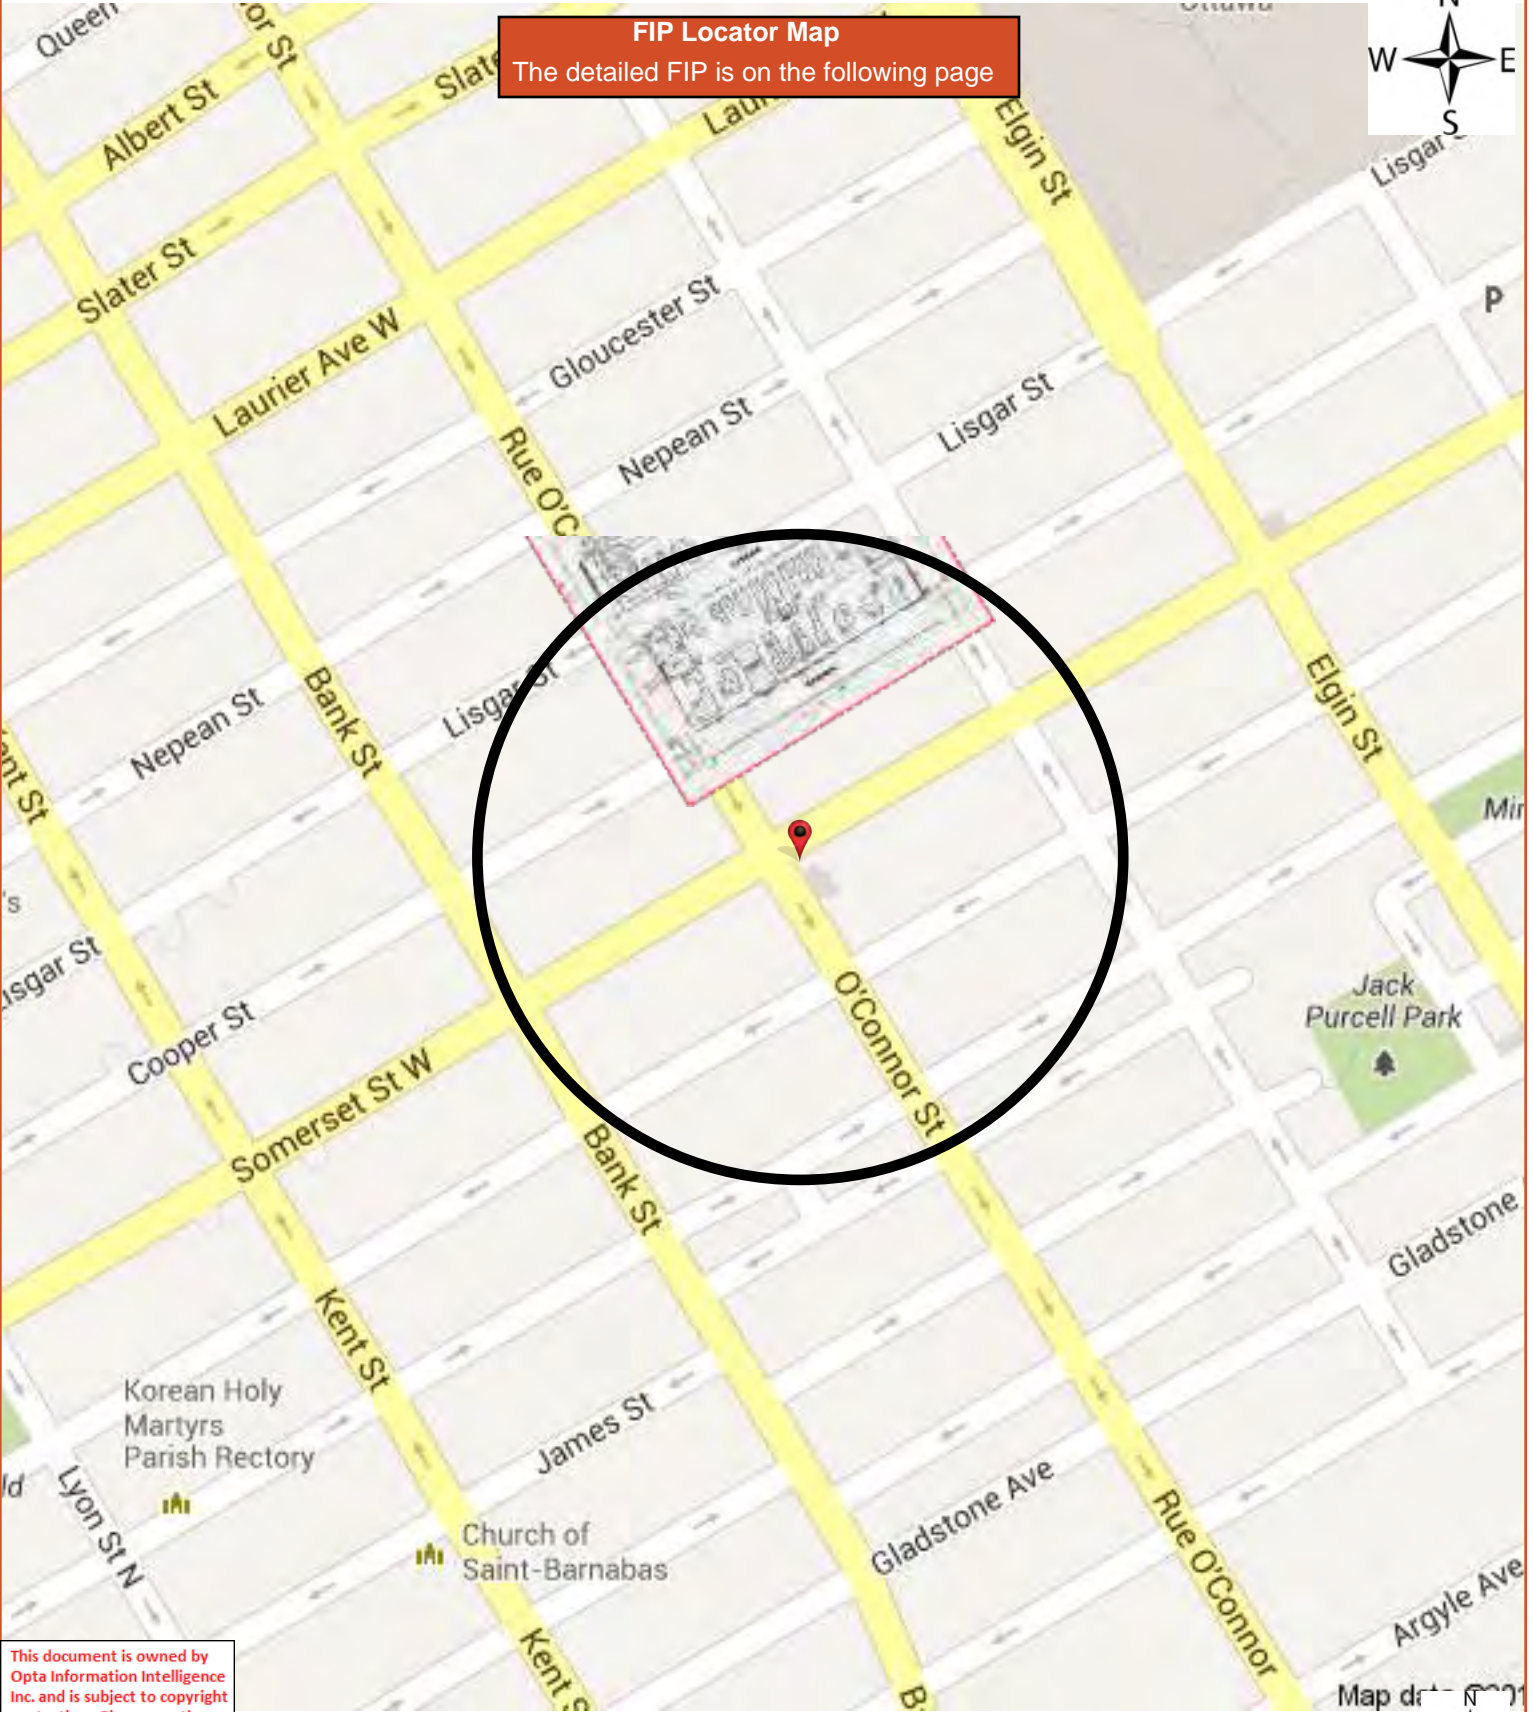 FIP Locator Map
The detailed FIP is on the following page
N
W
E
S
Queen
Albert St
Slater St
Laurier Ave W
Elgin St
Lisgar
P
Gloucester St
Nepean St
Lisgar St
Rue O'C
Bank St
Nepean St
Lisgar St
Elgin St
Cooper St
Somerset St W
O'Connor St
Jack
Purcell Park
Bank St
Kent St
Gladstone
Korean Holy
Martyrs
Parish Rectory
Lyon St N
James St
Church of
Saint-Barnabas
Gladstone Ave
Rue O'Connor
Argyle Ave
Kent S
This document is owned by
Opta Information Intelligence
Inc. and is subject to copyright
Map da
N